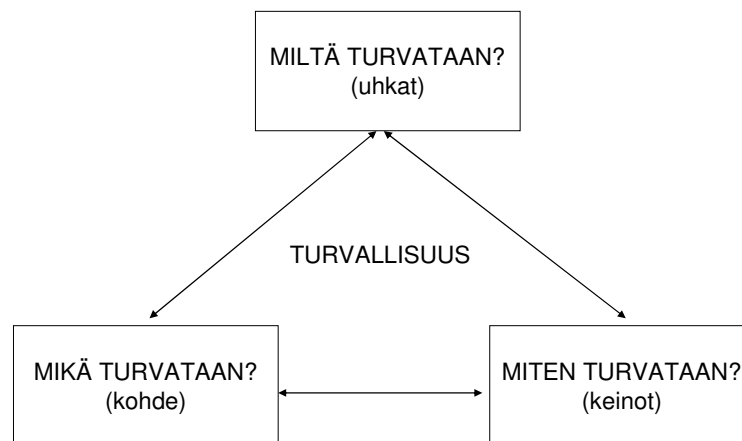 MILTÄ TURVATAAN?
(uhkat)
TURVALLISUUS
MIKÄ TURVATAAN?
(kohde)
MITEN TURVATAAN?
(keinot)